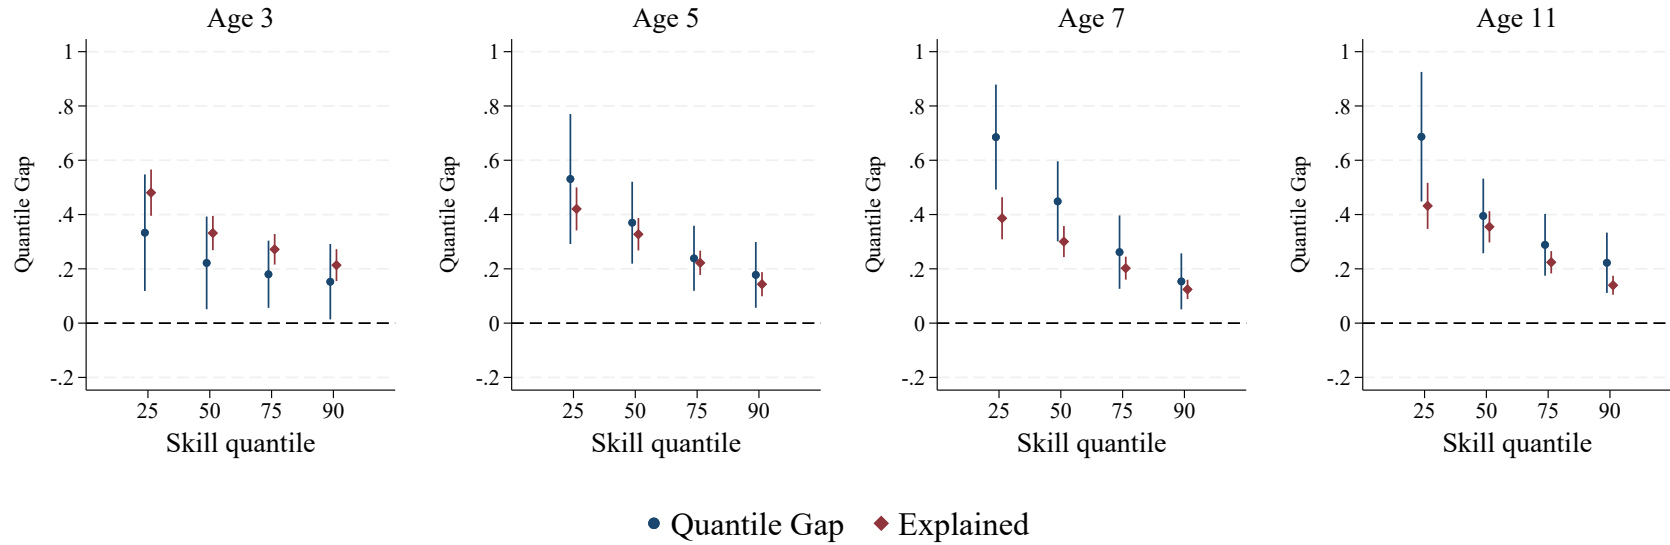 Age 3
Quantile Gap
1
.8
.6
.4
.2
0
-.2
25 50 75 90
Skill quantile
Age 5
Quantile Gap
1
.8
.6
.4
.2
0
-.2
25 50 75 90
Skill quantile
Age 7
Quantile Gap
1
.8
.6
.4
.2
0
-.2
25 50 75 90
Skill quantile
Age 11
Quantile Gap
1
.8
.6
.4
.2
0
-.2
25 50 75 90
Skill quantile
Quantile Gap Explained